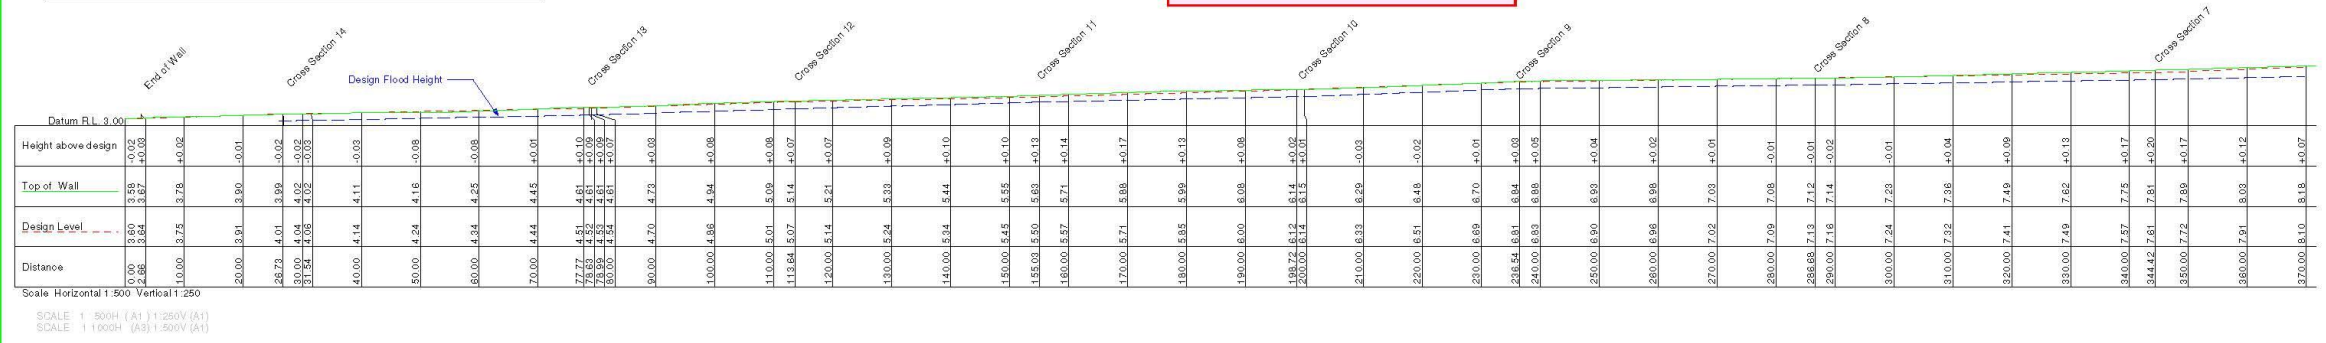 End of Wall
Cross Section 14
Cross Section 13
Cross Section 12
Cross Section 11
Cross Section 10
Cross Section 9
Cross Section 8
Cross Section 7
Design Flood Height
Datum R.L. 3.00
Height above design -0.02 +0.03 +0.02 -0.01 -0.02 -0.02 -0.03 -0.03 -0.08 -0.08 +0.01 +0.10 +0.09 +0.09 +0.07 +0.03 +0.08 +0.08 +0.07 +0.07 +0.09 +0.10 +0.10 +0.13 +0.14 +0.17 +0.13 +0.08 +0.02 +0.01 -0.03 -0.02 +0.01 +0.03 +0.05 +0.04 +0.02 +0.01 -0.01 -0.01 -0.02 -0.01 +0.04 +0.09 +0.13 +0.17 +0.20 +0.17 +0.12 +0.07
Top of Wall 3.58 3.67 3.78 3.90 3.99 4.02 4.02 4.11 4.16 4.25 4.45 4.61 4.61 4.61 4.61 4.73 4.94 5.09 5.14 5.21 5.33 5.44 5.55 5.63 5.71 5.88 5.99 6.08 6.14 6.15 6.29 6.48 6.70 6.84 6.88 6.93 6.98 7.03 7.08 7.12 7.14 7.23 7.36 7.49 7.62 7.75 7.81 7.89 8.03 8.18
Design Level 3.60 3.64 3.75 3.91 4.01 4.04 4.06 4.14 4.24 4.34 4.44 4.51 4.52 4.53 4.54 4.70 4.86 5.01 5.07 5.14 5.24 5.34 5.45 5.50 5.57 5.71 5.85 6.00 6.12 6.14 6.33 6.51 6.69 6.81 6.83 6.90 6.96 7.02 7.09 7.13 7.16 7.24 7.32 7.41 7.49 7.57 7.61 7.72 7.91 8.10
Distance 0.00 2.66 10.00 20.00 26.73 30.00 31.54 40.00 50.00 60.00 70.00 77.77 78.63 78.99 80.00 90.00 100.00 110.00 113.64 120.00 130.00 140.00 150.00 155.03 160.00 170.00 180.00 190.00 198.72 200.00 210.00 220.00 230.00 236.54 240.00 250.00 260.00 270.00 280.00 286.68 290.00 300.00 310.00 320.00 330.00 340.00 344.42 350.00 360.00 370.00
Scale Horizontal 1:500 Vertical 1:250
SCALE 1 500H (A1) 1:250V (A1)
SCALE 1 1000H (A3) 1:500V (A1)